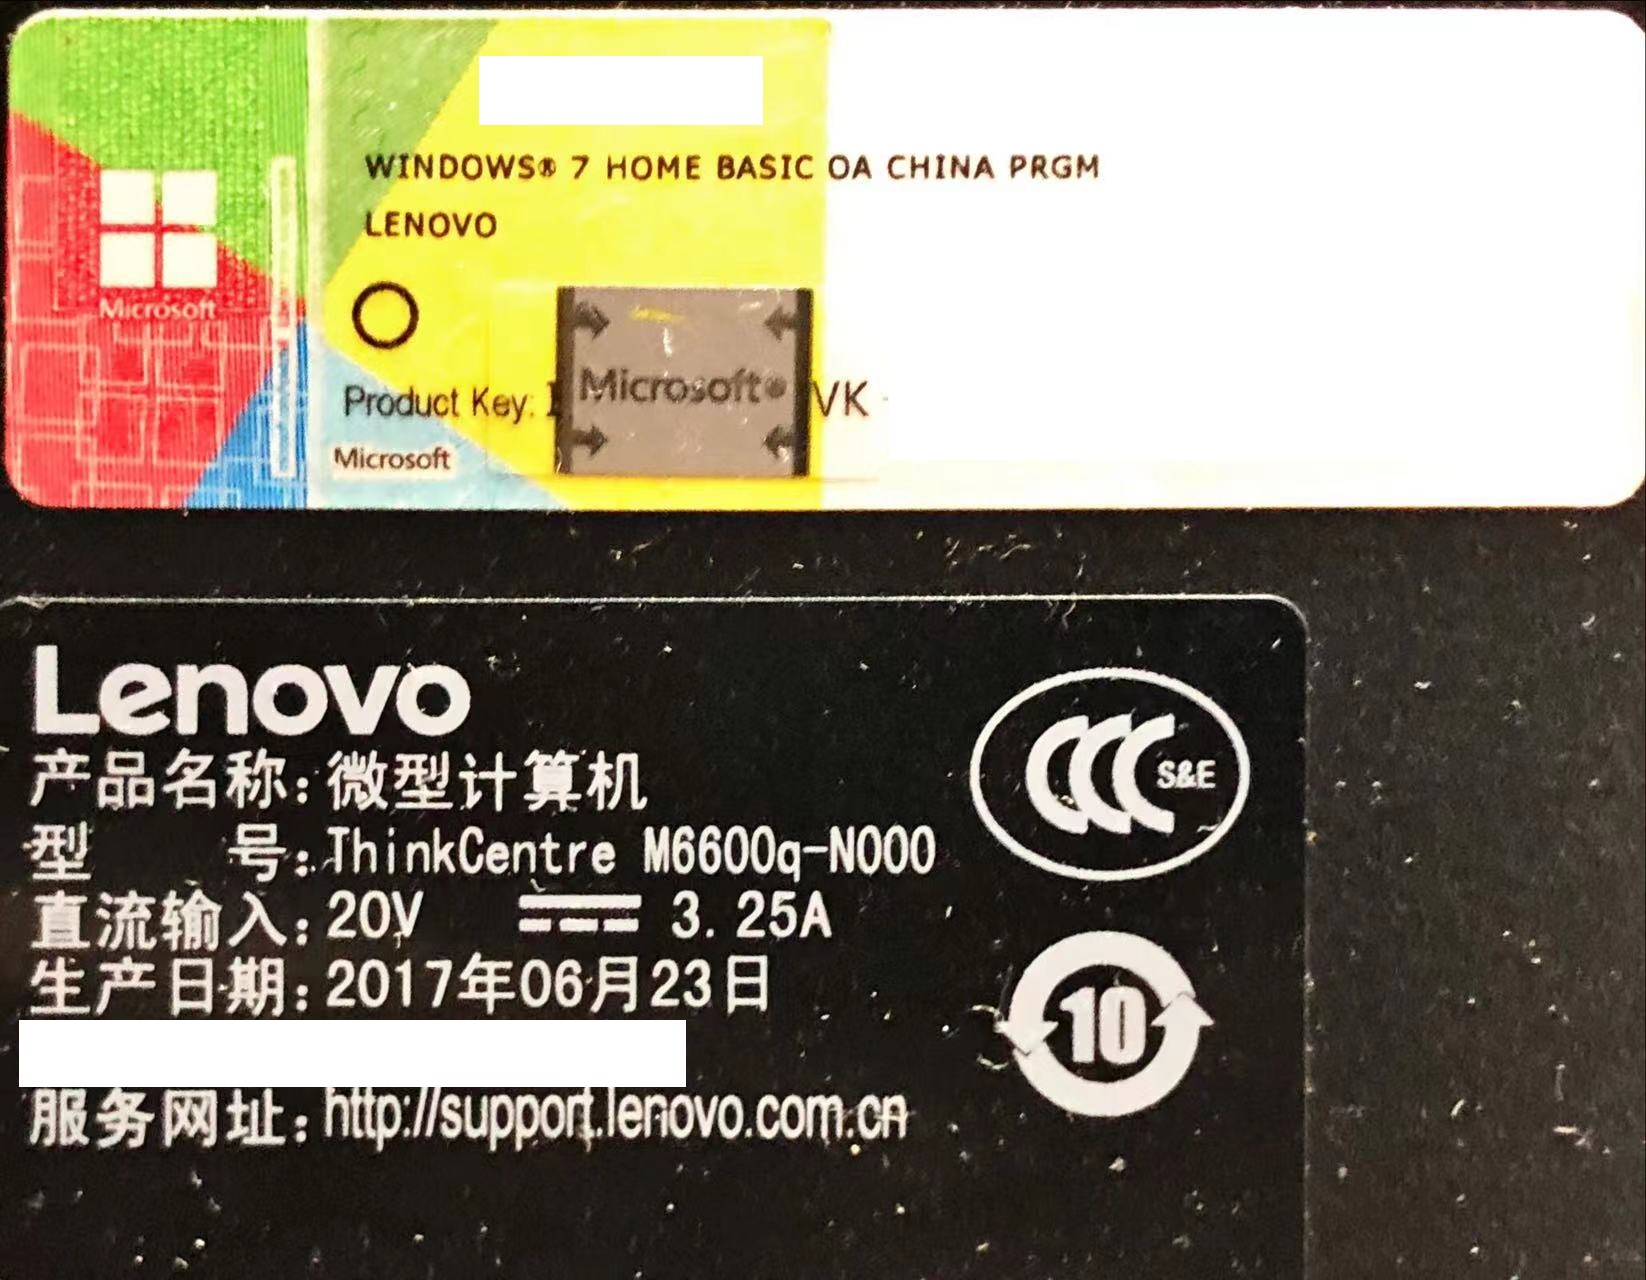 WINDOWS® 7 HOME BASIC OA CHINA PRGM
LENOVO
Microsoft
Microsoft®
Product Key: VK
Microsoft
Lenovo
产品名称:微型计算机
型 号:ThinkCentre M6600q-N000
直流输入:20V 3.25A
生产日期:2017年06月23日
服务网址:http://support.lenovo.com.cn
CCC S&E
10